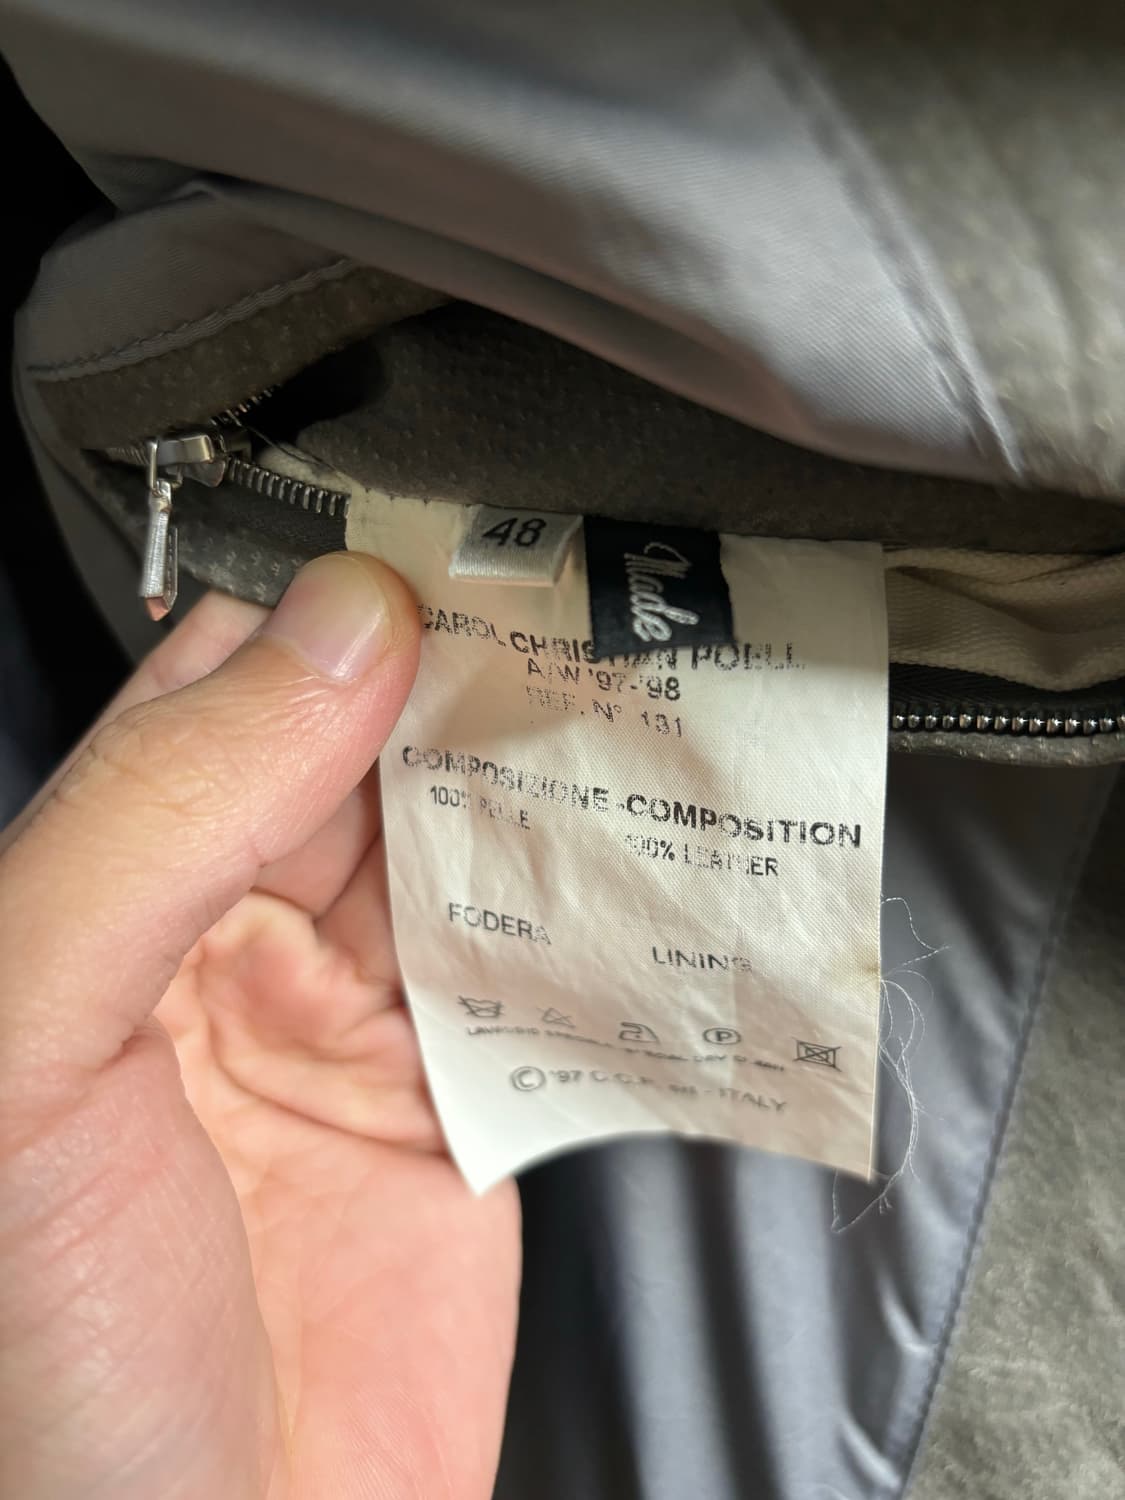 48
Made
CAROL CHRISTIAN POELL
A/W '97-'98
REF. N° 131
COMPOSIZIONE-COMPOSITION
100% PELLE
100% LEATHER
FODERA
LINING
P
© '97 C.C.P. - ITALY